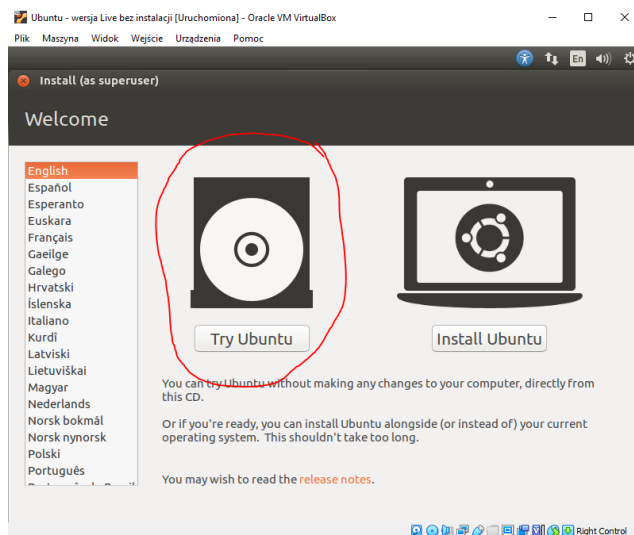 Ubuntu - wersja Live bez instalacji [Uruchomiona] - Oracle VM VirtualBox
Plik Maszyna Widok Wejście Urządzenia Pomoc
En
Install (as superuser)
Welcome
English
Español
Esperanto
Euskara
Français
Gaeilge
Galego
Hrvatski
Íslenska
Italiano
Kurdî
Latviski
Lietuviškai
Magyar
Nederlands
Norsk bokmål
Norsk nynorsk
Polski
Português
Try Ubuntu
Install Ubuntu
You can try Ubuntu without making any changes to your computer, directly from
this CD.
Or if you're ready, you can install Ubuntu alongside (or instead of) your current
operating system. This shouldn't take too long.
You may wish to read the release notes.
Right Control